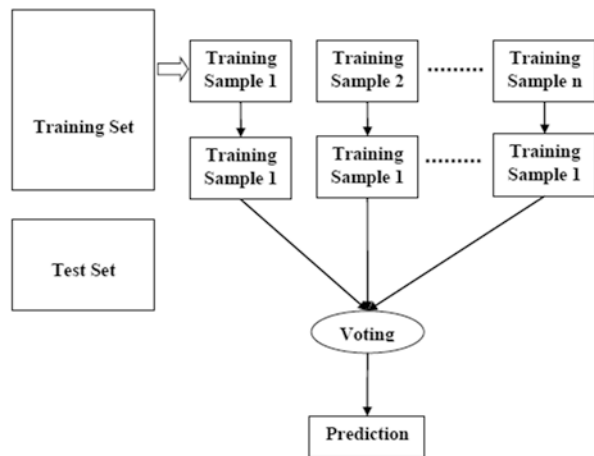 Training Set
Training
Sample 1
Training
Sample 2
Training
Sample n
Training
Sample 1
Training
Sample 1
Training
Sample 1
Test Set
Voting
Prediction